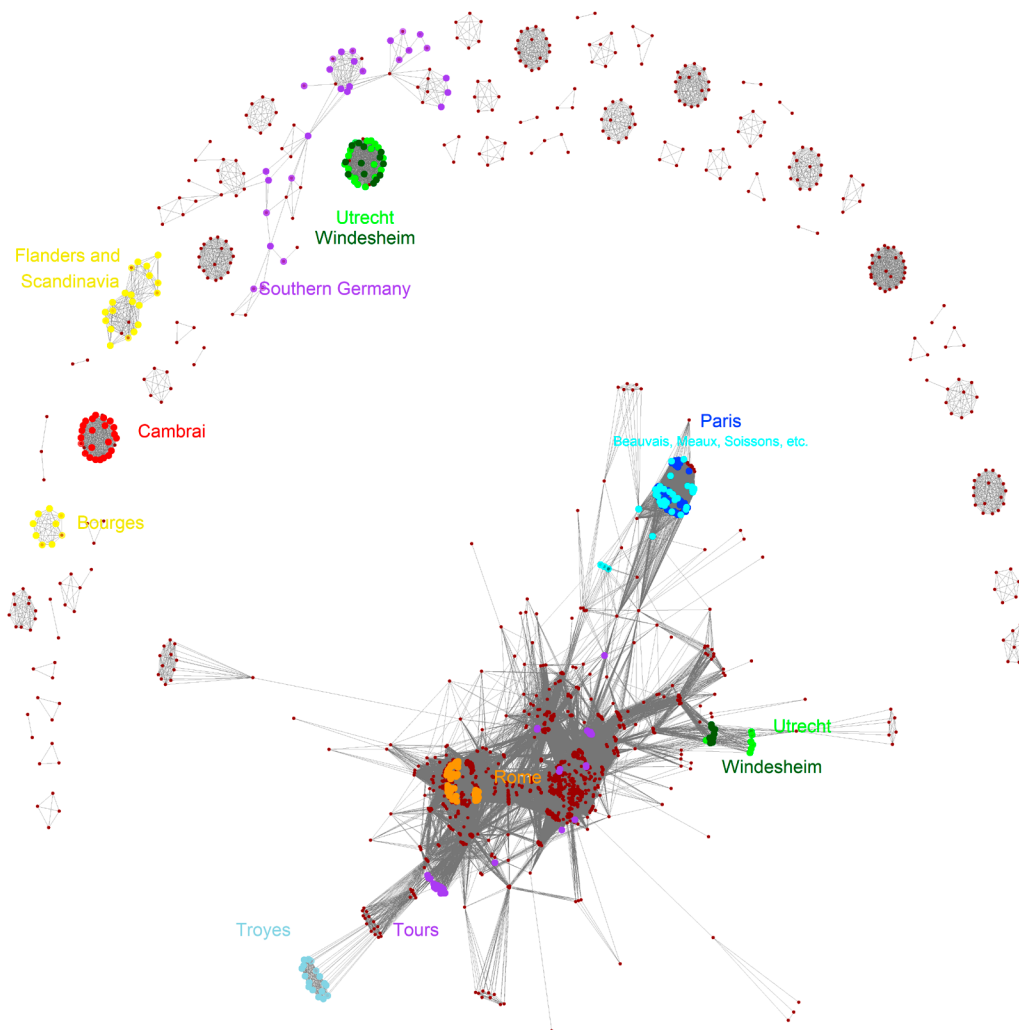 Utrecht
Windesheim
Flanders and
Scandinavia
Southern Germany
Cambrai
Paris
Beauvais, Meaux, Soissons, etc.
Bourges
Utrecht
Windesheim
Rome
Troyes
Tours